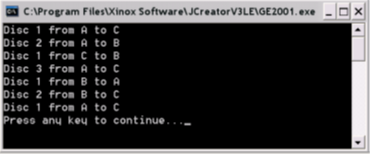 C:\Program Files\Xinox Software\JCreatorV3LE\GE2001.exe
Disc 1 from A to C
Disc 2 from A to B
Disc 1 from C to B
Disc 3 from A to C
Disc 1 from B to A
Disc 2 from B to C
Disc 1 from A to C
Press any key to continue..._